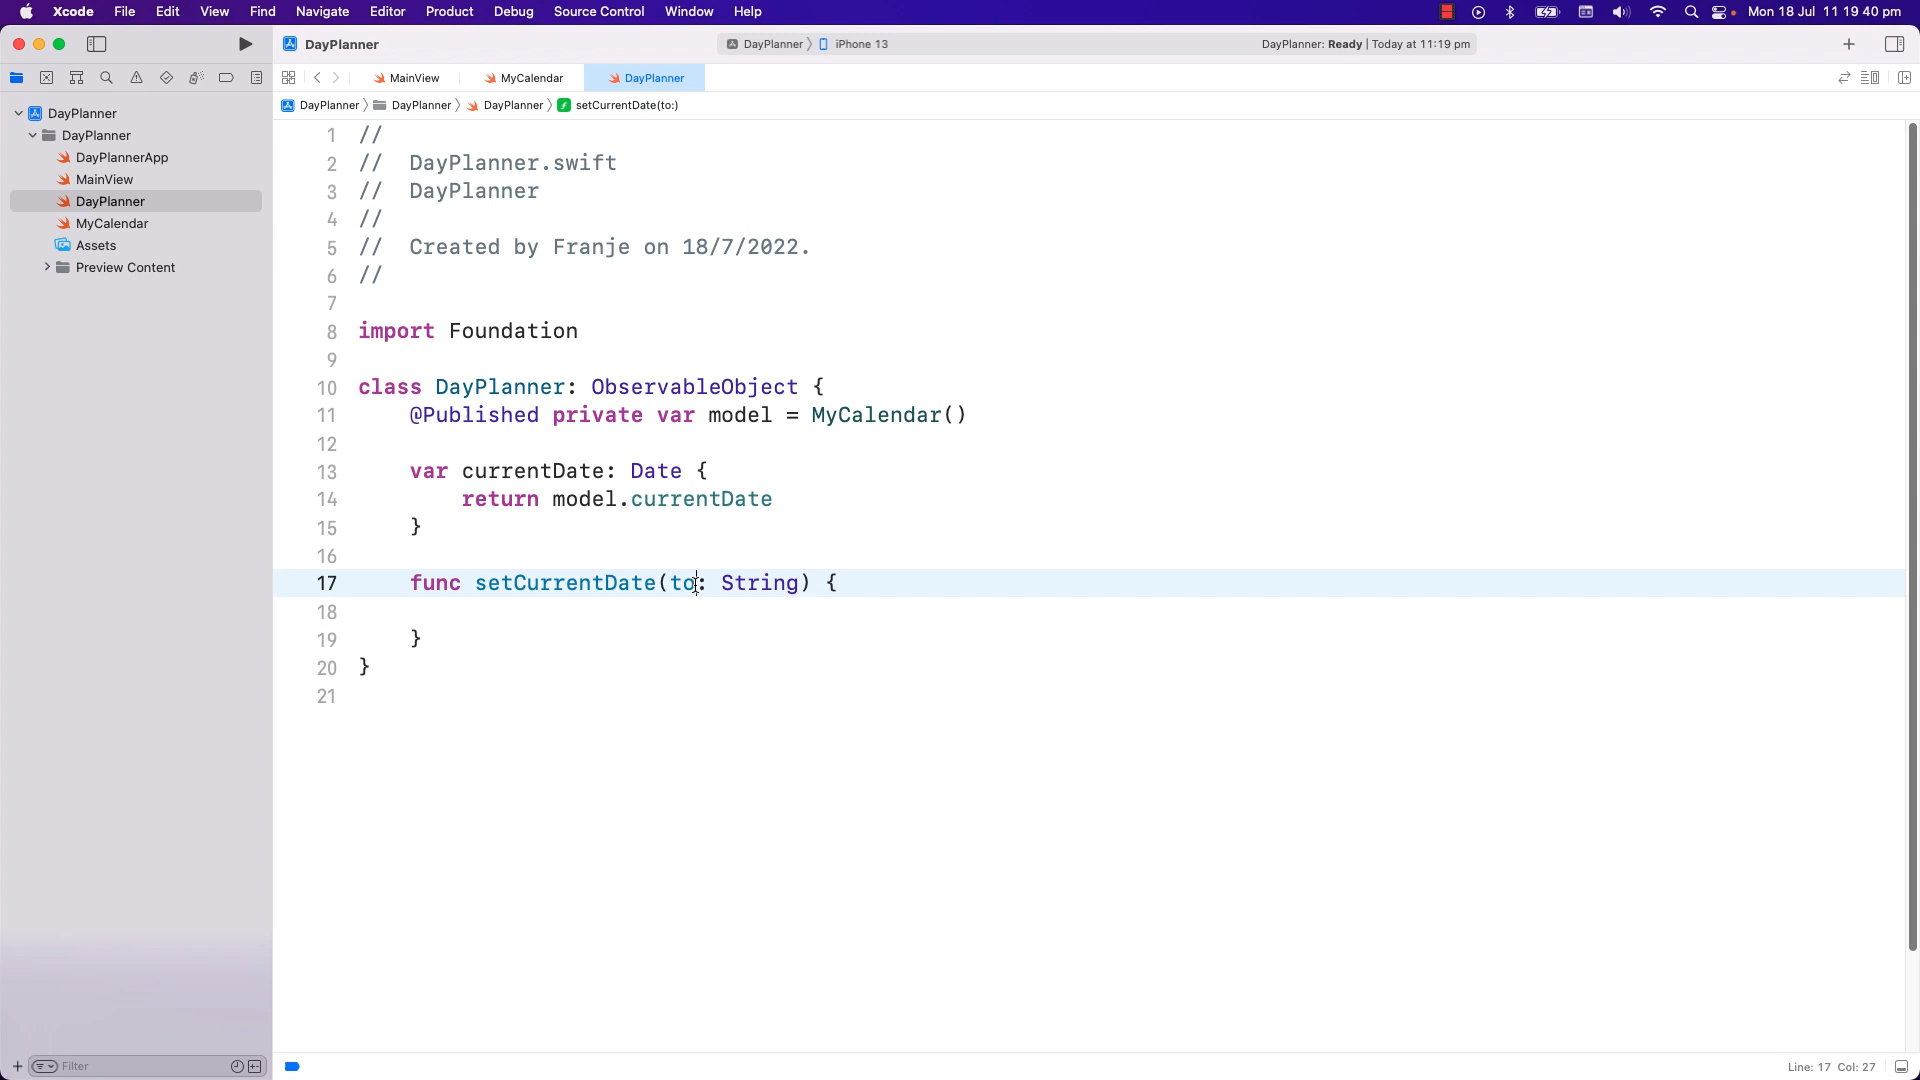 Xcode File Edit View Find Navigate Editor Product Debug Source Control Window Help Mon 18 Jul 11 19 40 pm
DayPlanner DayPlanner iPhone 13 DayPlanner: Ready | Today at 11:19 pm
MainView MyCalendar DayPlanner
DayPlanner DayPlanner DayPlanner setCurrentDate(to:)
DayPlanner
DayPlanner
DayPlannerApp
MainView
DayPlanner
MyCalendar
Assets
Preview Content
1 //
2 // DayPlanner.swift
3 // DayPlanner
4 //
5 // Created by Franje on 18/7/2022.
6 //
7
8 import Foundation
9
10 class DayPlanner: ObservableObject {
11 @Published private var model = MyCalendar()
12
13 var currentDate: Date {
14 return model.currentDate
15 }
16
17 func setCurrentDate(to: String) {
18
19 }
20 }
21
Filter
Line: 17 Col: 27